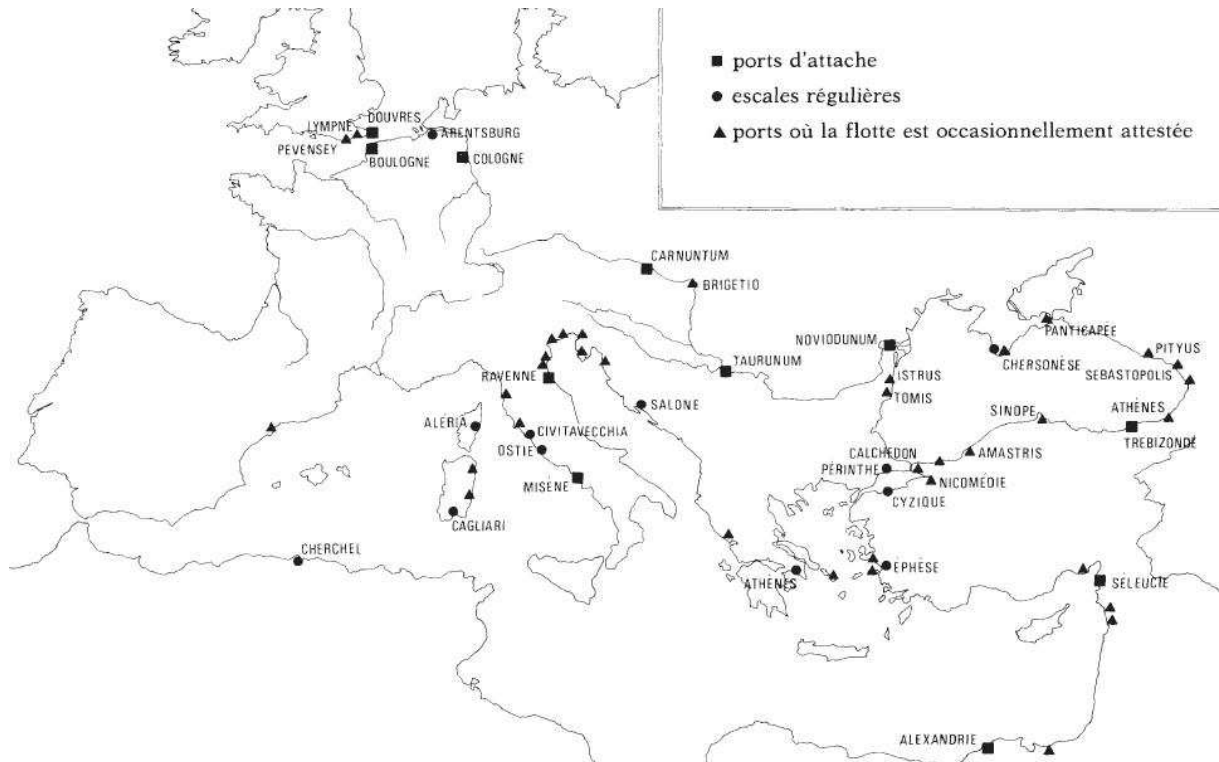 ports d'attache
escales régulières
ports où la flotte est occasionnellement attestée
DOUVRES
LYMPNE
ARENTSBURG
PEVENSEY
BOULOGNE
COLOGNE
CARNUNTUM
BRIGETIO
PANTICAPÉE
NOVIODUNUM
PITYUS
CHERSONÈSE
TAURUNUM
SEBASTOPOLIS
RAVENNE
ISTRUS
TOMIS
SALONE
SINOPE
ATHÈNES
ALÉRIA
CIVITAVECCHIA
TREBIZONDE
OSTIE
CALCHEDON
AMASTRIS
PÉRINTHE
MISÈNE
NICOMÉDIE
CYZIQUE
CAGLIARI
CHERCHEL
ÉPHÈSE
ATHÈNES
SÉLEUCIE
ALEXANDRIE